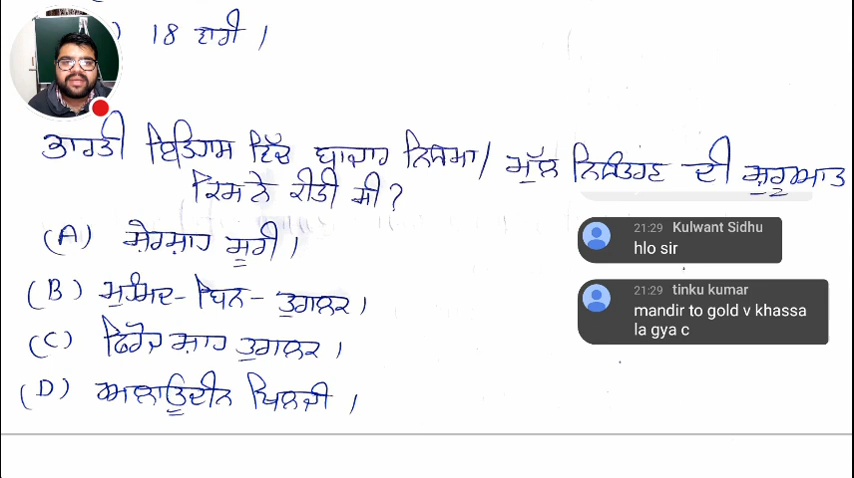 ) 18 ਵਾਰੀ।
ਭਾਰਤੀ ਇਤਿਹਾਸ ਵਿੱਚ ਬਾਜ਼ਾਰ ਨਿਯਮਾਂ/ ਮੁੱਲ ਨਿਯੰਤਰਣ ਦੀ ਸ਼ੁਰੂਆਤ
ਕਿਸ ਨੇ ਕੀਤੀ ਸੀ?
(A) ਸ਼ੇਰਸ਼ਾਹ ਸੂਰੀ।
(B) ਮੁਹੰਮਦ-ਬਿਨ-ਤੁਗਲਕ।
(C) ਫਿਰੋਜ਼ ਸ਼ਾਹ ਤੁਗਲਕ।
(D) ਅਲਾਉਦੀਨ ਖਿਲਜੀ।
21:29 Kulwant Sidhu
hlo sir
21:29 tinku kumar
mandir to gold v khassa
la gya c